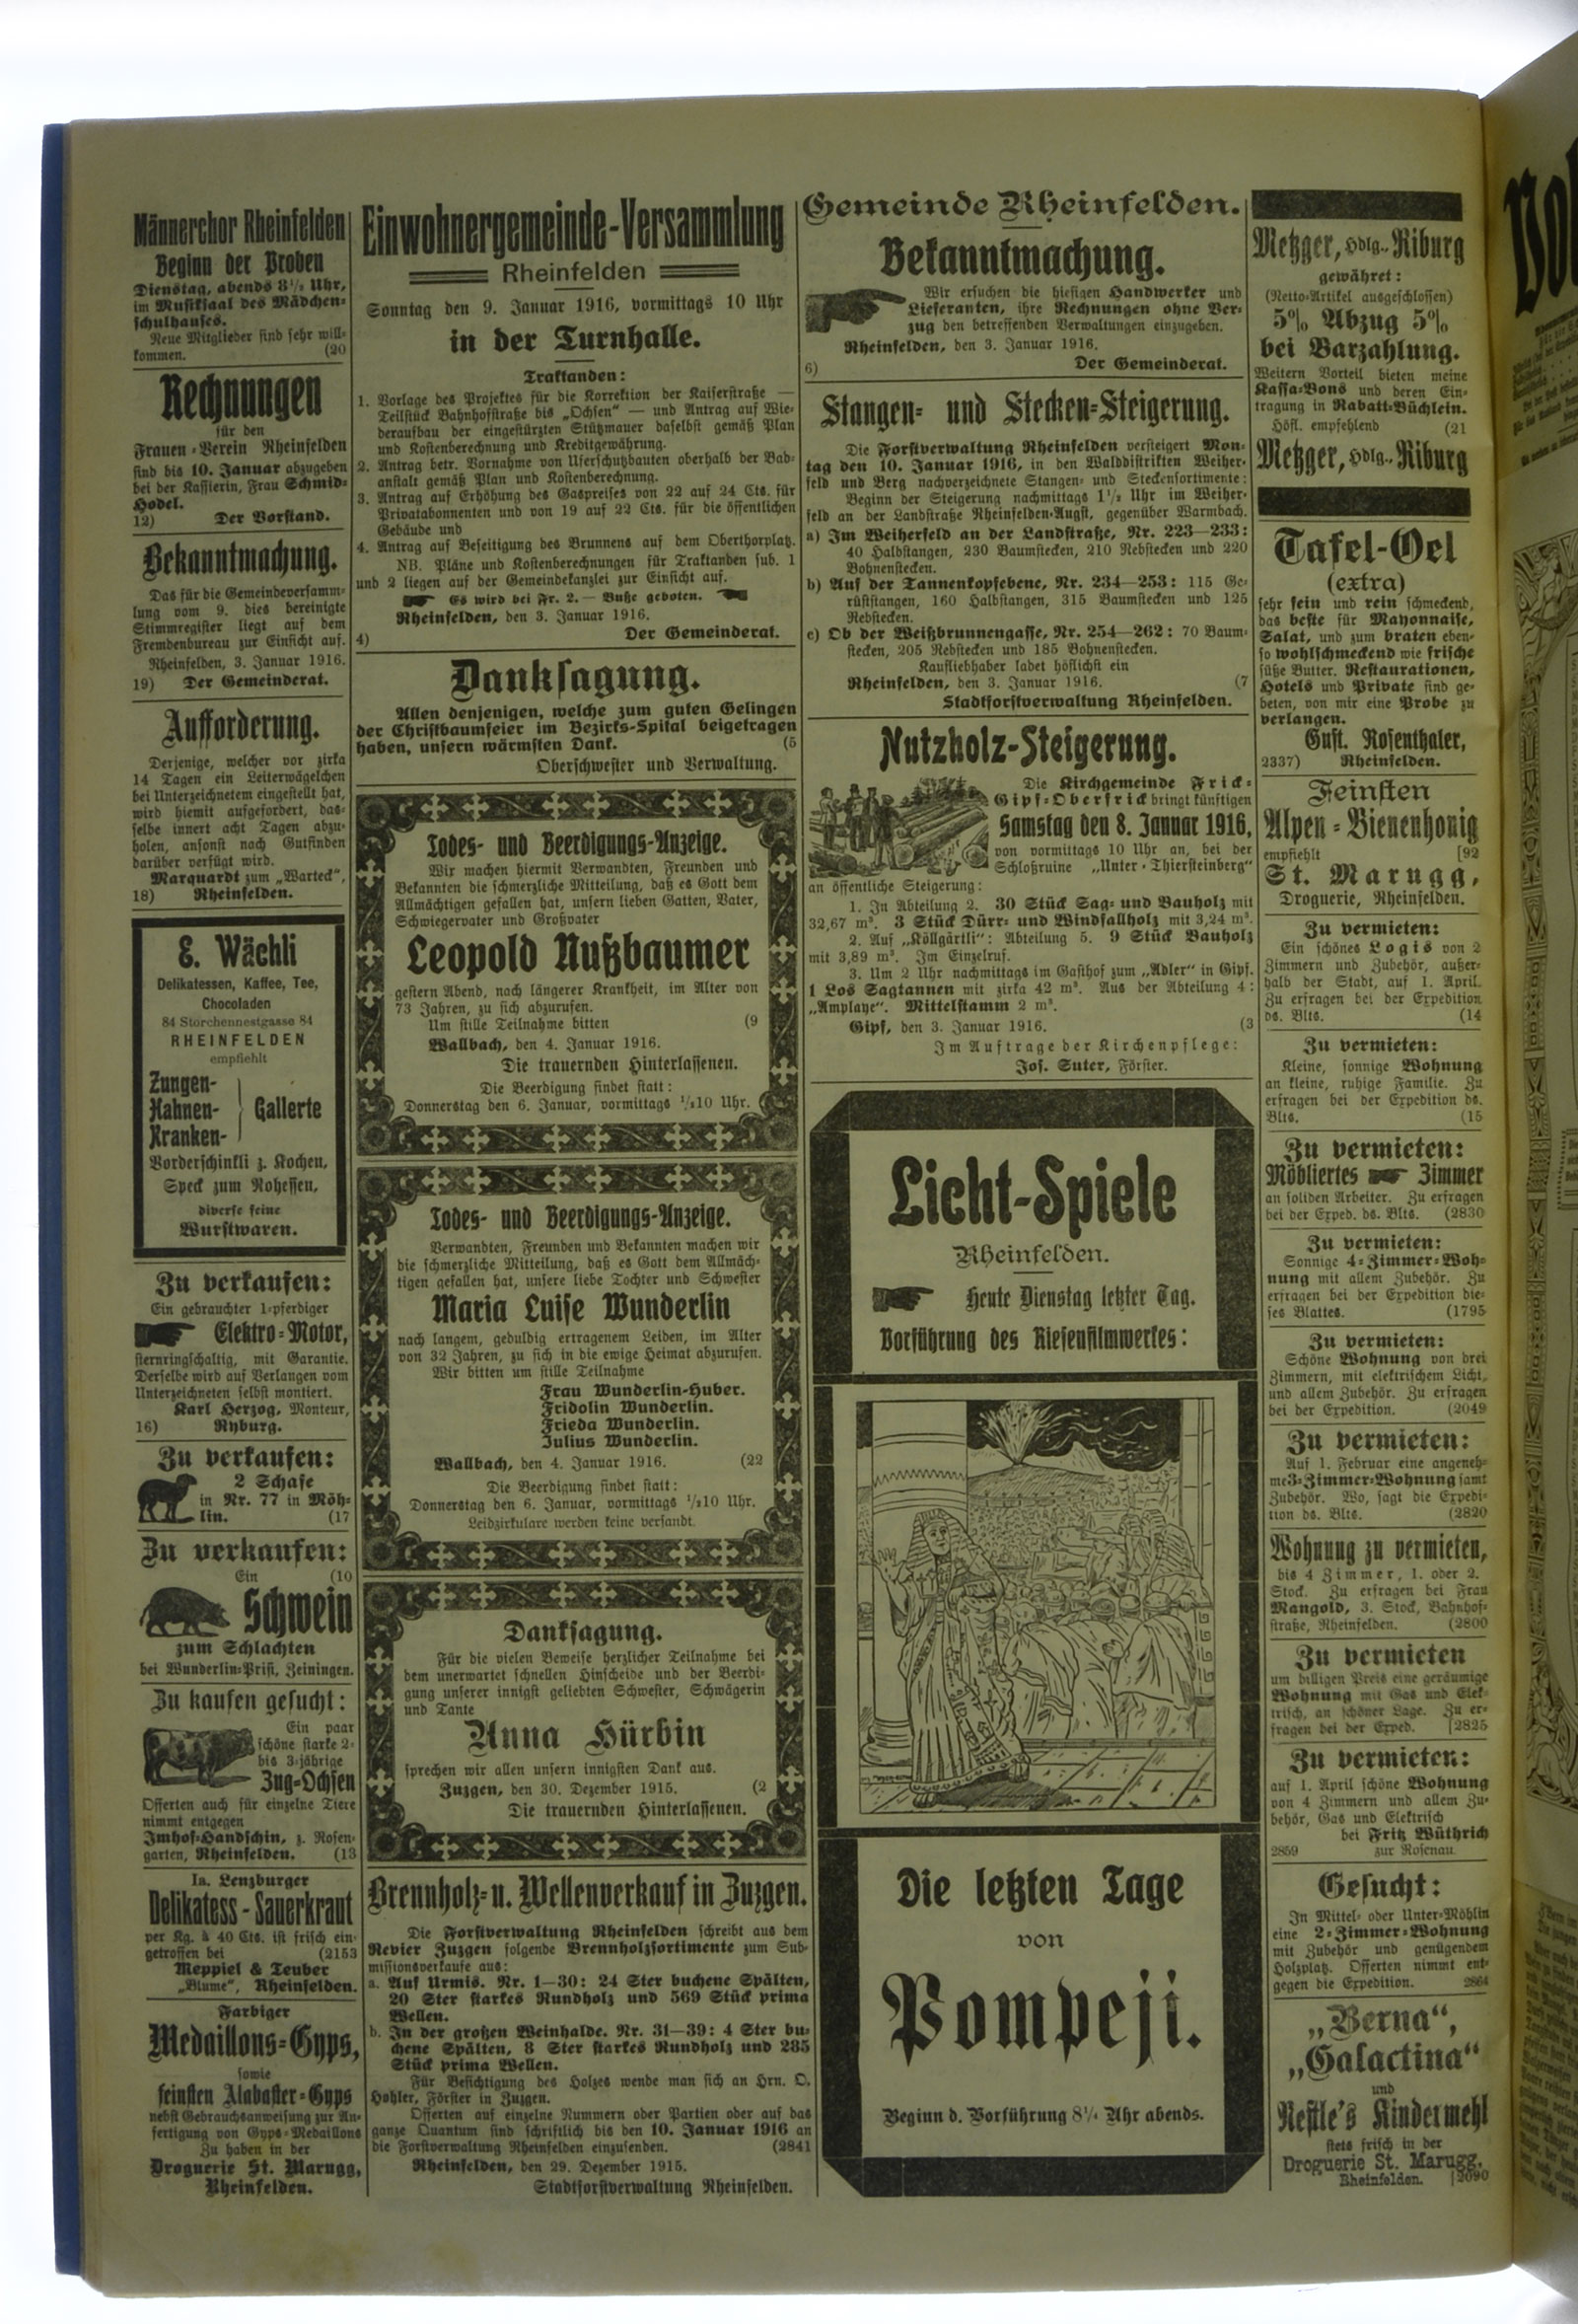 Männerchor Rheinfelden
Beginn der Proben
Dienstag, abends 8½ Uhr,
im Musiksaal des Mädchen-
schulhauses.
Neue Mitglieder sind sehr will-
kommen. (20
Rechnungen
für den
Frauen-Verein Rheinfelden
sind bis 10. Januar abzugeben
bei der Kassierin, Frau Schmid-
Hodel.
12) Der Vorstand.
Bekanntmachung.
Das für die Gemeindeversamm-
lung vom 9. dies bereinigte
Stimmregister liegt auf dem
Fremdenbureau zur Einsicht auf.
Rheinfelden, 3. Januar 1916.
19) Der Gemeinderat.
Aufforderung.
Derjenige, welcher vor zirka
14 Tagen ein Leiterwägelchen
bei Unterzeichnetem eingestellt hat,
wird hiemit aufgefordert, das-
selbe innert acht Tagen abzu-
holen, ansonst nach Gutfinden
darüber verfügt wird.
Marquardt zum „Warteck“,
18) Rheinfelden.
E. Wächli
Delikatessen, Kaffee, Tee,
Chocoladen
84 Storchennestgasse 84
RHEINFELDEN
empfiehlt
Zungen-
Hahnen- Gallerte
Kranken-
Vorderschinkli z. Kochen,
Speck zum Rohessen,
diverse feine
Wurstwaren.
Zu verkaufen:
Ein gebrauchter 1-pferdiger
Elektro-Motor,
sternringschaltig, mit Garantie.
Derselbe wird auf Verlangen vom
Unterzeichneten selbst montiert.
Karl Herzog, Monteur,
16) Ryburg.
Zu verkaufen:
2 Schafe
in Nr. 77 in Möh-
lin. (17
Zu verkaufen:
Ein (10
Schwein
zum Schlachten
bei Wunderlin-Frist, Zeiningen.
Zu kaufen gesucht:
Ein paar
schöne starke 2-
bis 3-jährige
Zug-Ochsen
Offerten auch für einzelne Tiere
nimmt entgegen
Imhof-Handschin, z. Rosen-
garten, Rheinfelden. (13
Ia. Lenzburger
Delikatess-Sauerkraut
per Kg. à 40 Cts. ist frisch ein-
getroffen bei (2153
Meppiel & Teuber
„Blume“, Rheinfelden.
Farbiger
Medaillons-Gyps,
sowie
feinsten Alabaster-Gyps
nebst Gebrauchsanweisung zur An-
fertigung von Gyps-Medaillons
Zu haben in der
Droguerie St. Marugg,
Rheinfelden.
Einwohnergemeinde-Versammlung
Rheinfelden
Sonntag den 9. Januar 1916, vormittags 10 Uhr
in der Turnhalle.
Traktanden:
1. Vorlage des Projektes für die Korrektion der Kaiserstraße —
Teilstück Bahnhofstraße bis „Ochsen“ — und Antrag auf Wie-
deraufbau der eingestürzten Stützmauer daselbst gemäß Plan
und Kostenberechnung und Kreditgewährung.
2. Antrag betr. Vornahme von Uferschutzbauten oberhalb der Bad-
anstalt gemäß Plan und Kostenberechnung.
3. Antrag auf Erhöhung des Gaspreises von 22 auf 24 Cts. für
Privatabonnenten und von 19 auf 22 Cts. für die öffentlichen
Gebäude und
4. Antrag auf Beseitigung des Brunnens auf dem Oberthorplatz.
NB. Pläne und Kostenberechnungen für Traktanden sub. 1
und 2 liegen auf der Gemeindekanzlei zur Einsicht auf.
Es wird bei Fr. 2.— Buße geboten.
Rheinfelden, den 3. Januar 1916.
4) Der Gemeinderat.
Danksagung.
Allen denjenigen, welche zum guten Gelingen
der Christbaumfeier im Bezirks-Spital beigetragen
haben, unsern wärmsten Dank. (5
Oberschwester und Verwaltung.
Todes- und Beerdigungs-Anzeige.
Wir machen hiermit Verwandten, Freunden und
Bekannten die schmerzliche Mitteilung, daß es Gott dem
Allmächtigen gefallen hat, unsern lieben Gatten, Vater,
Schwiegervater und Großvater
Leopold Nußbaumer
gestern Abend, nach längerer Krankheit, im Alter von
73 Jahren, zu sich abzurufen.
Um stille Teilnahme bitten (9
Wallbach, den 4. Januar 1916.
Die trauernden Hinterlassenen.
Die Beerdigung findet statt:
Donnerstag den 6. Januar, vormittags ½10 Uhr.
Todes- und Beerdigungs-Anzeige.
Verwandten, Freunden und Bekannten machen wir
die schmerzliche Mitteilung, daß es Gott dem Allmäch-
tigen gefallen hat, unsere liebe Tochter und Schwester
Maria Luise Wunderlin
nach langem, geduldig ertragenem Leiden, im Alter
von 32 Jahren, zu sich in die ewige Heimat abzurufen.
Wir bitten um stille Teilnahme
Frau Wunderlin-Huber.
Fridolin Wunderlin.
Frieda Wunderlin.
Julius Wunderlin.
Wallbach, den 4. Januar 1916. (22
Die Beerdigung findet statt:
Donnerstag den 6. Januar, vormittags ½10 Uhr.
Leidzirkulare werden keine versandt.
Danksagung.
Für die vielen Beweise herzlicher Teilnahme bei
dem unerwartet schnellen Hinscheide und der Beerdi-
gung unserer innigst geliebten Schwester, Schwägerin
und Tante
Anna Hürbin
sprechen wir allen unsern innigsten Dank aus.
Zuzgen, den 30. Dezember 1915. (2
Die trauernden Hinterlassenen.
Brennholz- u. Wellenverkauf in Zuzgen.
Die Forstverwaltung Rheinfelden schreibt aus dem
Revier Zuzgen folgende Brennholzsortimente zum Sub-
missionsverkaufe aus:
a. Auf Urmis. Nr. 1—30: 24 Ster buchene Spälten,
20 Ster starkes Rundholz und 569 Stück prima
Wellen.
b. In der großen Weinhalde. Nr. 31—39: 4 Ster bu-
chene Spälten, 8 Ster starkes Rundholz und 285
Stück prima Wellen.
Für Besichtigung des Holzes wende man sich an Hrn. O.
Hohler, Förster in Zuzgen.
Offerten auf einzelne Nummern oder Partien oder auf das
ganze Quantum sind schriftlich bis den 10. Januar 1916 an
die Forstverwaltung Rheinfelden einzusenden. (2841
Rheinfelden, den 29. Dezember 1915.
Stadtforstverwaltung Rheinfelden.
Gemeinde Rheinfelden.
Bekanntmachung.
Wir ersuchen die hiesigen Handwerker und
Lieferanten, ihre Rechnungen ohne Ver-
zug den betreffenden Verwaltungen einzugeben.
Rheinfelden, den 3. Januar 1916.
6) Der Gemeinderat.
Stangen- und Stecken-Steigerung.
Die Forstverwaltung Rheinfelden versteigert Mon-
tag den 10. Januar 1916, in den Walddistrikten Weiher-
feld und Berg nachverzeichnete Stangen- und Steckensortimente:
Beginn der Steigerung nachmittags 1½ Uhr im Weiher-
feld an der Landstraße Rheinfelden-Augst, gegenüber Warmbach.
a) Im Weiherfeld an der Landstraße, Nr. 223—233:
40 Halbstangen, 230 Baumstecken, 210 Rebstecken und 220
Bohnenstecken.
b) Auf der Tannenkopfebene, Nr. 234—253: 115 Ge-
rüststangen, 160 Halbstangen, 315 Baumstecken und 125
Rebstecken.
c) Ob der Weißbrunnengasse, Nr. 254—262: 70 Baum-
stecken, 205 Rebstecken und 185 Bohnenstecken.
Kaufliebhaber ladet höflichst ein
Rheinfelden, den 3. Januar 1916. (7
Stadtforstverwaltung Rheinfelden.
Nutzholz-Steigerung.
Die Kirchgemeinde Frick-
Gipf-Oberfrick bringt künftigen
Samstag den 8. Januar 1916,
von vormittags 10 Uhr an, bei der
Schloßruine „Unter-Thierstein­berg“
an öffentliche Steigerung:
1. In Abteilung 2. 30 Stück Sag- und Bauholz mit
32,67 m³. 3 Stück Dürr- und Windfallholz mit 3,24 m³.
2. Auf „Köllgärtli“: Abteilung 5. 9 Stück Bauholz
mit 3,89 m³. Im Einzelruf.
3. Um 2 Uhr nachmittags im Gasthof zum „Adler“ in Gipf.
1 Los Sagtannen mit zirka 42 m³. Aus der Abteilung 4:
„Amplaye“. Mittelstamm 2 m³.
Gipf, den 3. Januar 1916. (3
Im Auftrage der Kirchenpflege:
Jos. Suter, Förster.
Licht-Spiele
Rheinfelden.
Heute Dienstag letzter Tag.
Vorführung des Riesenfilmwerkes:
Die letzten Tage
von
Pompeji.
Beginn d. Vorführung 8¼ Uhr abends.
Metzger, Hdlg., Riburg
gewährt:
(Netto-Artikel ausgeschlossen)
5% Abzug 5%
bei Barzahlung.
Weitern Vorteil bieten meine
Kassa-Bons und deren Ein-
tragung in Rabatt-Büchlein.
Höfl. empfehlend (21
Metzger, Hdlg., Riburg
Tafel-Oel
(extra)
sehr fein und rein schmeckend,
das beste für Mayonnaise,
Salat, und zum braten eben-
so wohlschmeckend wie frische
süße Butter. Restaurationen,
Hotels und Private sind ge-
beten, von mir eine Probe zu
verlangen.
Gust. Rosenthaler,
2337) Rheinfelden.
Feinsten
Alpen-Bienenhonig
empfiehlt [92
St. Marugg,
Droguerie, Rheinfelden.
Zu vermieten:
Ein schönes Logis von 2
Zimmern und Zubehör, außer-
halb der Stadt, auf 1. April.
Zu erfragen bei der Expedition
ds. Blts. (14
Zu vermieten:
Kleine, sonnige Wohnung
an kleine, ruhige Familie. Zu
erfragen bei der Expedition ds.
Blts. (15
Zu vermieten:
Möbliertes Zimmer
an soliden Arbeiter. Zu erfragen
bei der Exped. ds. Blts. (2830
Zu vermieten:
Sonnige 4-Zimmer-Woh-
nung mit allem Zubehör. Zu
erfragen bei der Expedition die-
ses Blattes. (1795
Zu vermieten:
Schöne Wohnung von drei
Zimmern, mit elektrischem Licht,
und allem Zubehör. Zu erfragen
bei der Expedition. (2049
Zu vermieten:
Auf 1. Februar eine angeneh-
me 3-Zimmer-Wohnung samt
Zubehör. Wo, sagt die Expedi-
tion ds. Blts. (2820
Wohnung zu vermieten,
bis 4 Zimmer, 1. oder 2.
Stock. Zu erfragen bei Frau
Mangold, 3. Stock, Bahnhof-
straße, Rheinfelden. (2800
Zu vermieten
um billigen Preis eine geräumige
Wohnung mit Gas und Elek-
trisch, an schöner Lage. Zu er-
fragen bei der Exped. [2825
Zu vermieten:
auf 1. April schöne Wohnung
von 4 Zimmern und allem Zu-
behör, Gas und Elektrisch
bei Fritz Wüthrich
2859 zur Rosenau.
Gesucht:
In Mittel- oder Unter-Möhlin
eine 2-Zimmer-Wohnung
mit Zubehör und genügendem
Holzplatz. Offerten nimmt ent-
gegen die Expedition. 2864
„Berna“,
„Galactina“
und
Nestle's Kindermehl
stets frisch in der
Droguerie St. Marugg,
Rheinfelden. [2090